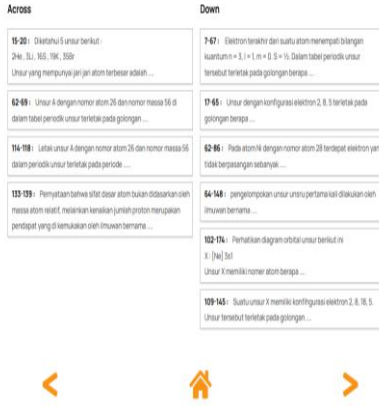 Across
15-20 : Diketahui 5 unsur berikut :
2He , 3Li , 16S , 19K , 35Br
Unsur yang mempunyai jari jari atom terbesar adalah ....
62-69 : Unsur A dengan nomor atom 26 dan nomor massa 56 di
dalam tabel periodik unsur terletak pada golongan ....
114-118 : Letak unsur A dengan nomor atom 26 dan nomor massa 56
dalam periodik unsur terletak pada periode ....
133-139 : Pernyataan bahwa sifat dasar atom bukan didasarkan oleh
massa atom relatif, melainkan kenaikan jumlah proton merupakan
pendapat yang di kemukakan oleh ilmuwan bernama ...
Down
7-67 : Elektron terakhir dari suatu atom menempati bilangan
kuantum n = 3, l = 1, m = 0. S = ½. Dalam tabel periodik unsur
tersebut terletak pada golongan berapa ....
17-65 : Unsur dengan konfigurasi elektron 2, 8, 5 terletak pada
golongan berapa ....
62-86 : Pada atom Ni dengan nomor atom 28 terdapat elektron yan
tidak berpasangan sebanyak ....
64-148 : pengelompokan unsur unsru pertama kali dilakukan oleh
ilmuwan bernama ...
102-174 : Perhatikan diagram orbital unsur berikut ini
X : [Ne] 3s1
Unsur X memiliki nomer atom berapa ...
109-145 : Suatu unsur X memiliki konfihgurasi elektron 2, 8, 18, 5.
Unsur tersebut terletak pada golongan ....